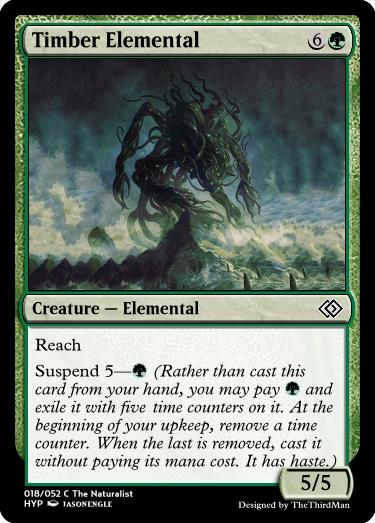 Timber Elemental 6
Creature — Elemental
Reach
Suspend 5— (Rather than cast this
card from your hand, you may pay and
exile it with five time counters on it. At the
beginning of your upkeep, remove a time
counter. When the last is removed, cast it
without paying its mana cost. It has haste.)
5/5
018/052 C The Naturalist
HYP JASONENGLE
Designed by TheThirdMan